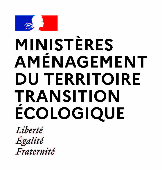 MINISTÈRES
AMÉNAGEMENT
DU TERRITOIRE
TRANSITION
ÉCOLOGIQUE
Liberté
Égalité
Fraternité